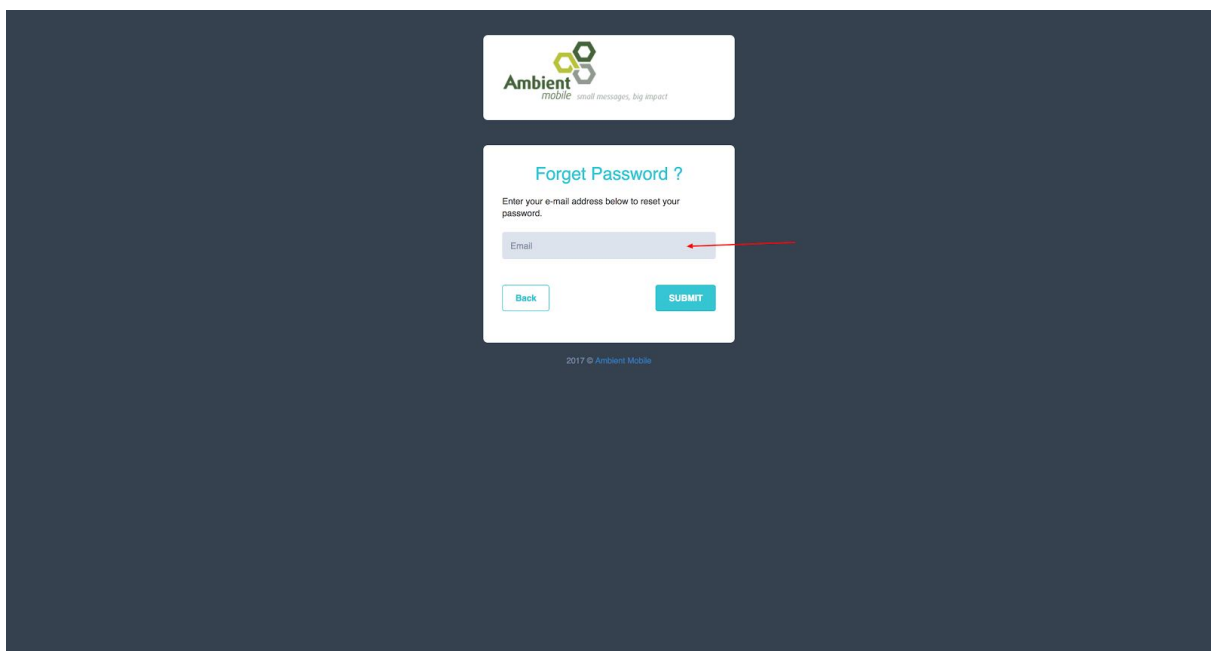 Ambient
mobile small messages, big impact
Forget Password ?
Enter your e-mail address below to reset your
password.
Email
Back
SUBMIT
2017 © Ambient Mobile